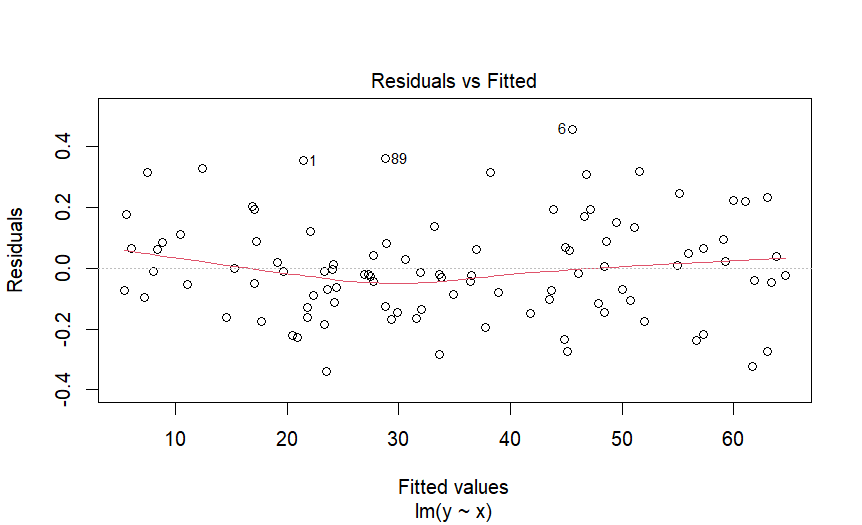 Residuals vs Fitted
Residuals
0.4
0.2
0.0
-0.2
-0.4
6
1
89
10 20 30 40 50 60
Fitted values
lm(y ~ x)